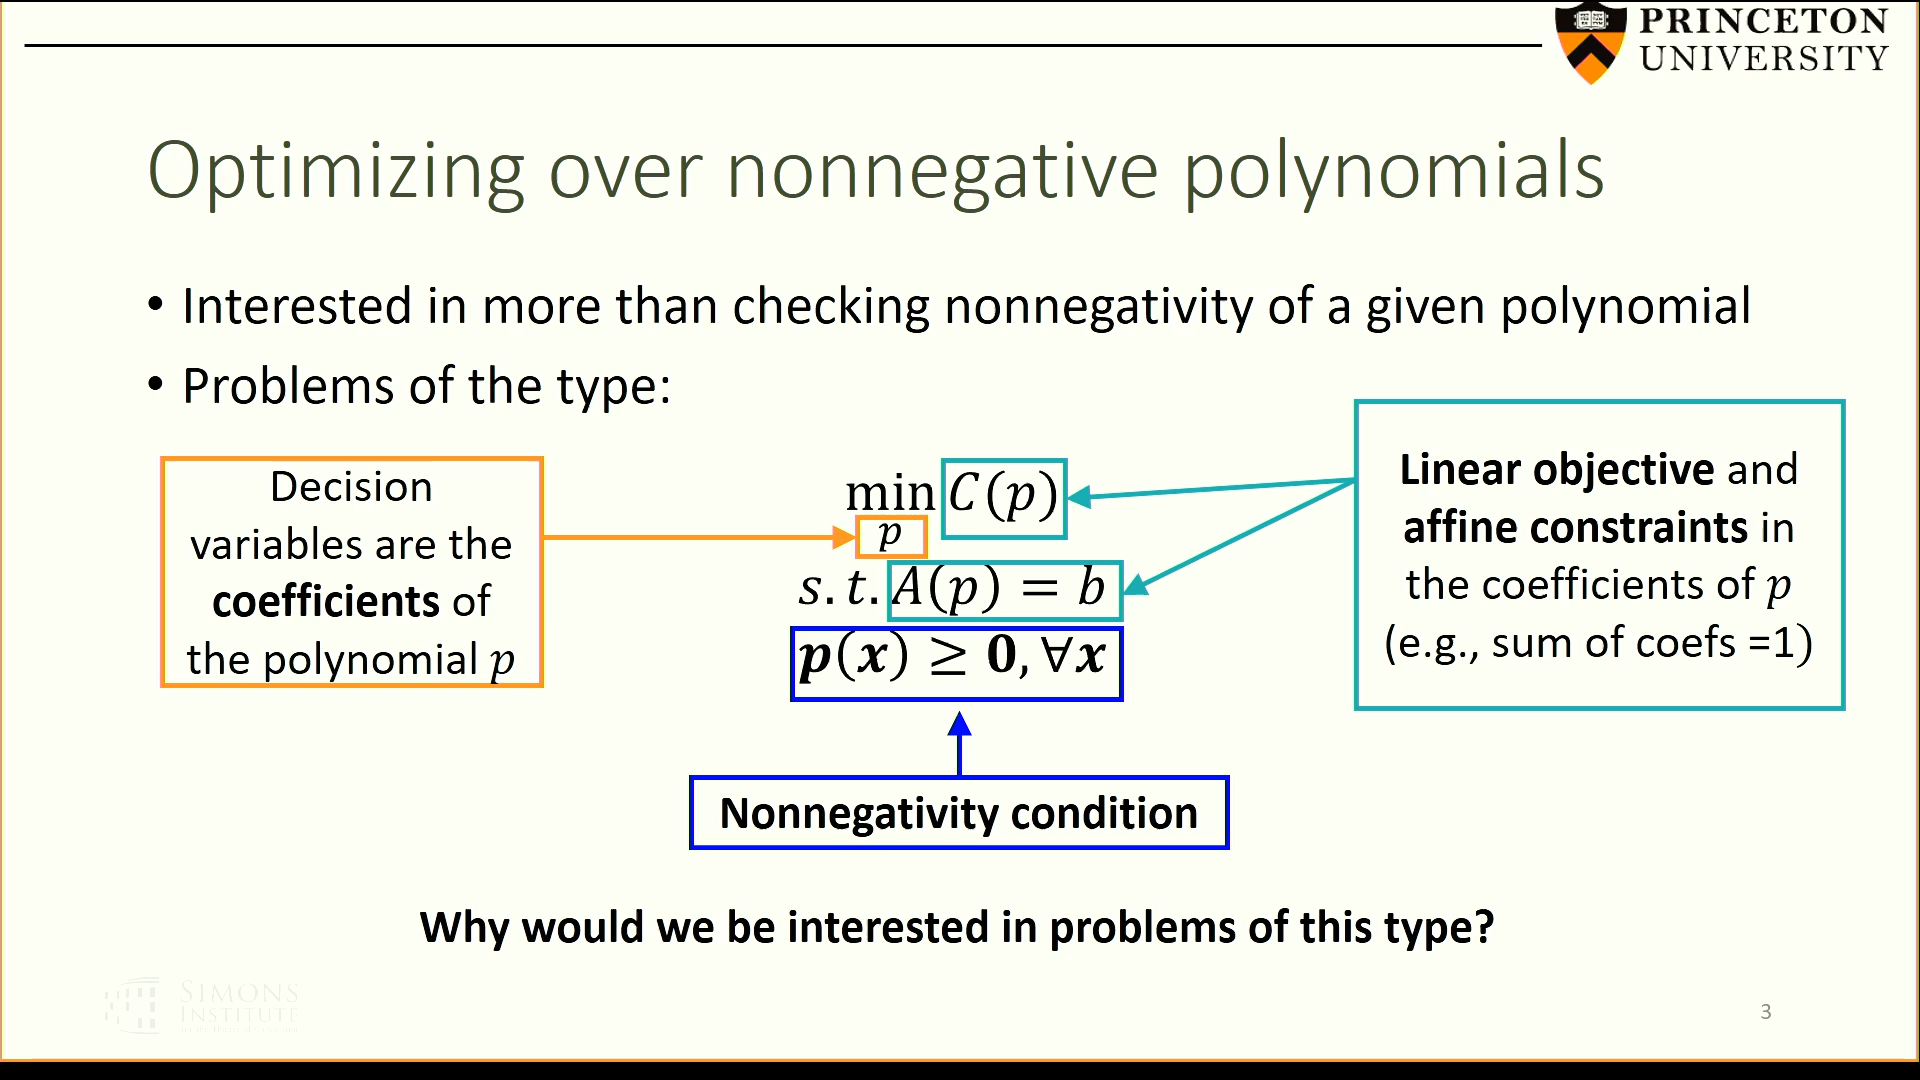 PRINCETON
UNIVERSITY
Optimizing over nonnegative polynomials
• Interested in more than checking nonnegativity of a given polynomial
• Problems of the type:
Decision
variables are the
coefficients of
the polynomial p
min C(p)
p
s.t. A(p) = b
p(x) ≥ 0, ∀x
Linear objective and
affine constraints in
the coefficients of p
(e.g., sum of coefs =1)
Nonnegativity condition
Why would we be interested in problems of this type?
SIMONS
INSTITUTE
3